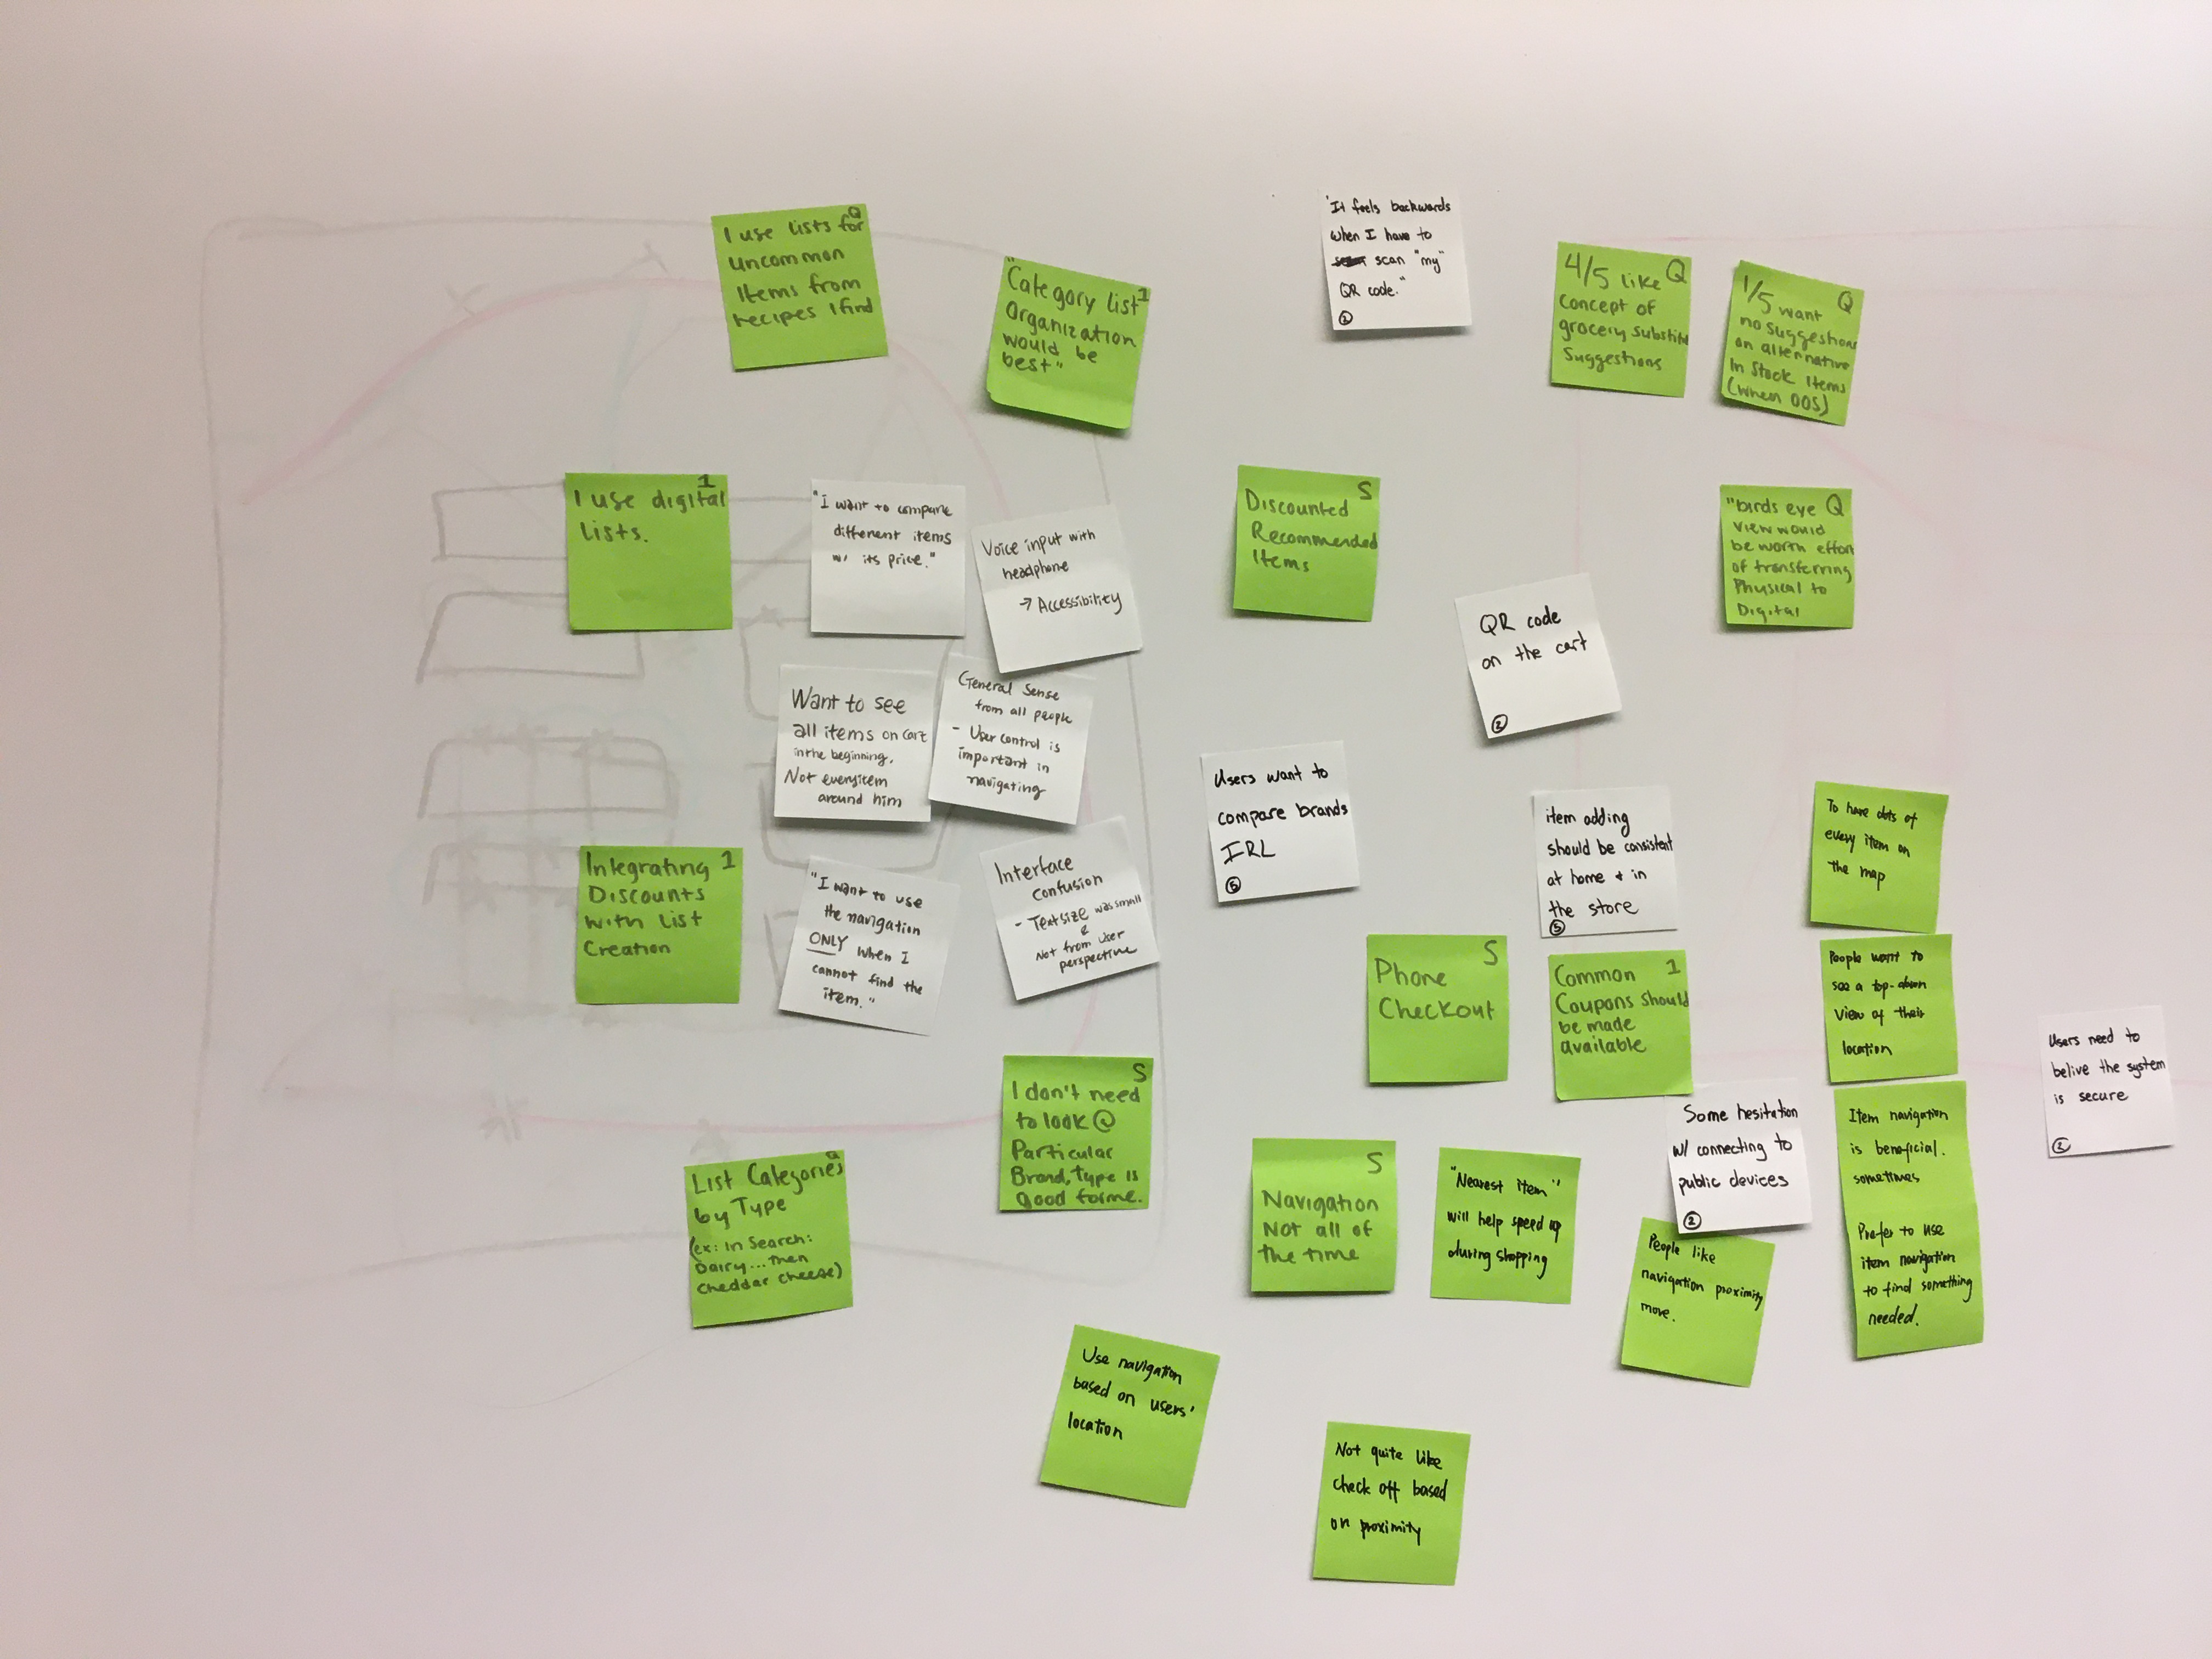 I use lists for
Q
uncommon
Items from
recipes I find
"Category list
1
Organization
would be
best"
"It feels backwards
when I have to
scan "my"
QR code."
2
4/5 like
Q
concept of
grocery substitute
Suggestions
1/5 want
Q
no suggestions
on alternative
In Stock Items
(when OOS)
1
I use digital
lists.
"I want to compare
different items
w/ its price."
Voice input with
headphone
→ Accessibility
S
Discounted
Recommended
Items
"birds eye
Q
view would
be worth effort
of transferring
Physical to
Digital
QR code
on the cart
2
Want to see
all items on cart
in the beginning.
Not every item
around him
General Sense
from all people
- User control is
important in
navigating
Users want to
compare brands
IRL
5
item adding
should be consistent
at home & in
the store
5
To have dots of
every item on
the map
Integrating
1
Discounts
with List
Creation
"I want to use
the navigation
ONLY when I
cannot find the
item."
Interface
confusion
- Text size was small
&
Not from user
perspective
S
Phone
Checkout
Common
1
Coupons should
be made
available
People want to
see a top-down
view of their
location
Users need to
belive the system
is secure
2
S
I don't need
to look @
Particular
Brand, Type is
good for me.
Some hesitation
w/ connecting to
public devices
2
Item navigation
is beneficial.
sometimes
Prefer to use
item navigation
to find something
needed.
List Categories
by Type
(ex: In Search:
Dairy...then
Cheddar cheese)
S
Navigation
Not all of
the time
"Nearest item"
will help speed up
during shopping
People like
navigation proximity
more.
Use navigation
based on users'
location
Not quite like
check off based
on proximity